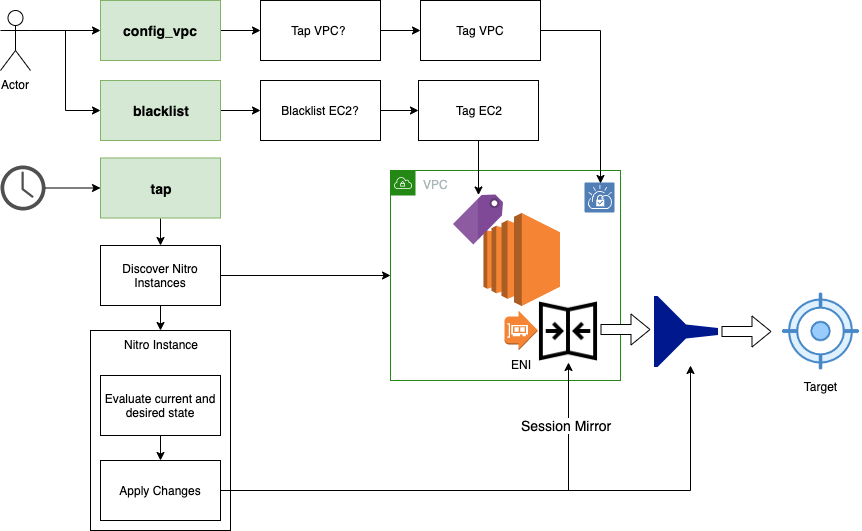 config_vpc
Tap VPC?
Tag VPC
Actor
blacklist
Blacklist EC2?
Tag EC2
tap
VPC
Discover Nitro
Instances
Nitro Instance
ENI
Evaluate current and
desired state
Target
Session Mirror
Apply Changes